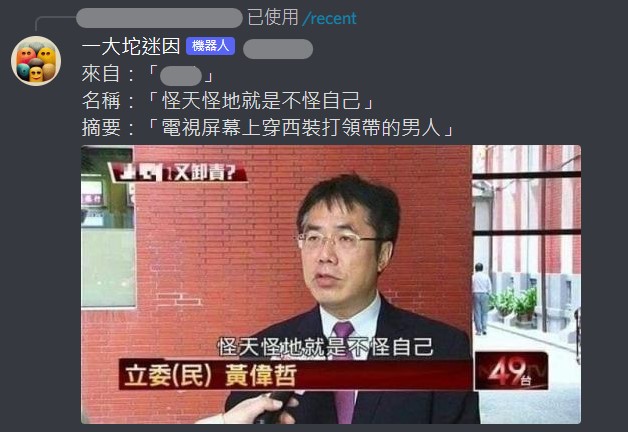 已使用 /recent
一大坨迷因 機器人
來自：「　」
名稱：「怪天怪地就是不怪自己」
摘要：「電視屏幕上穿西裝打領帶的男人」
又卸責?
怪天怪地就是不怪自己
立委(民) 黃偉哲
49台